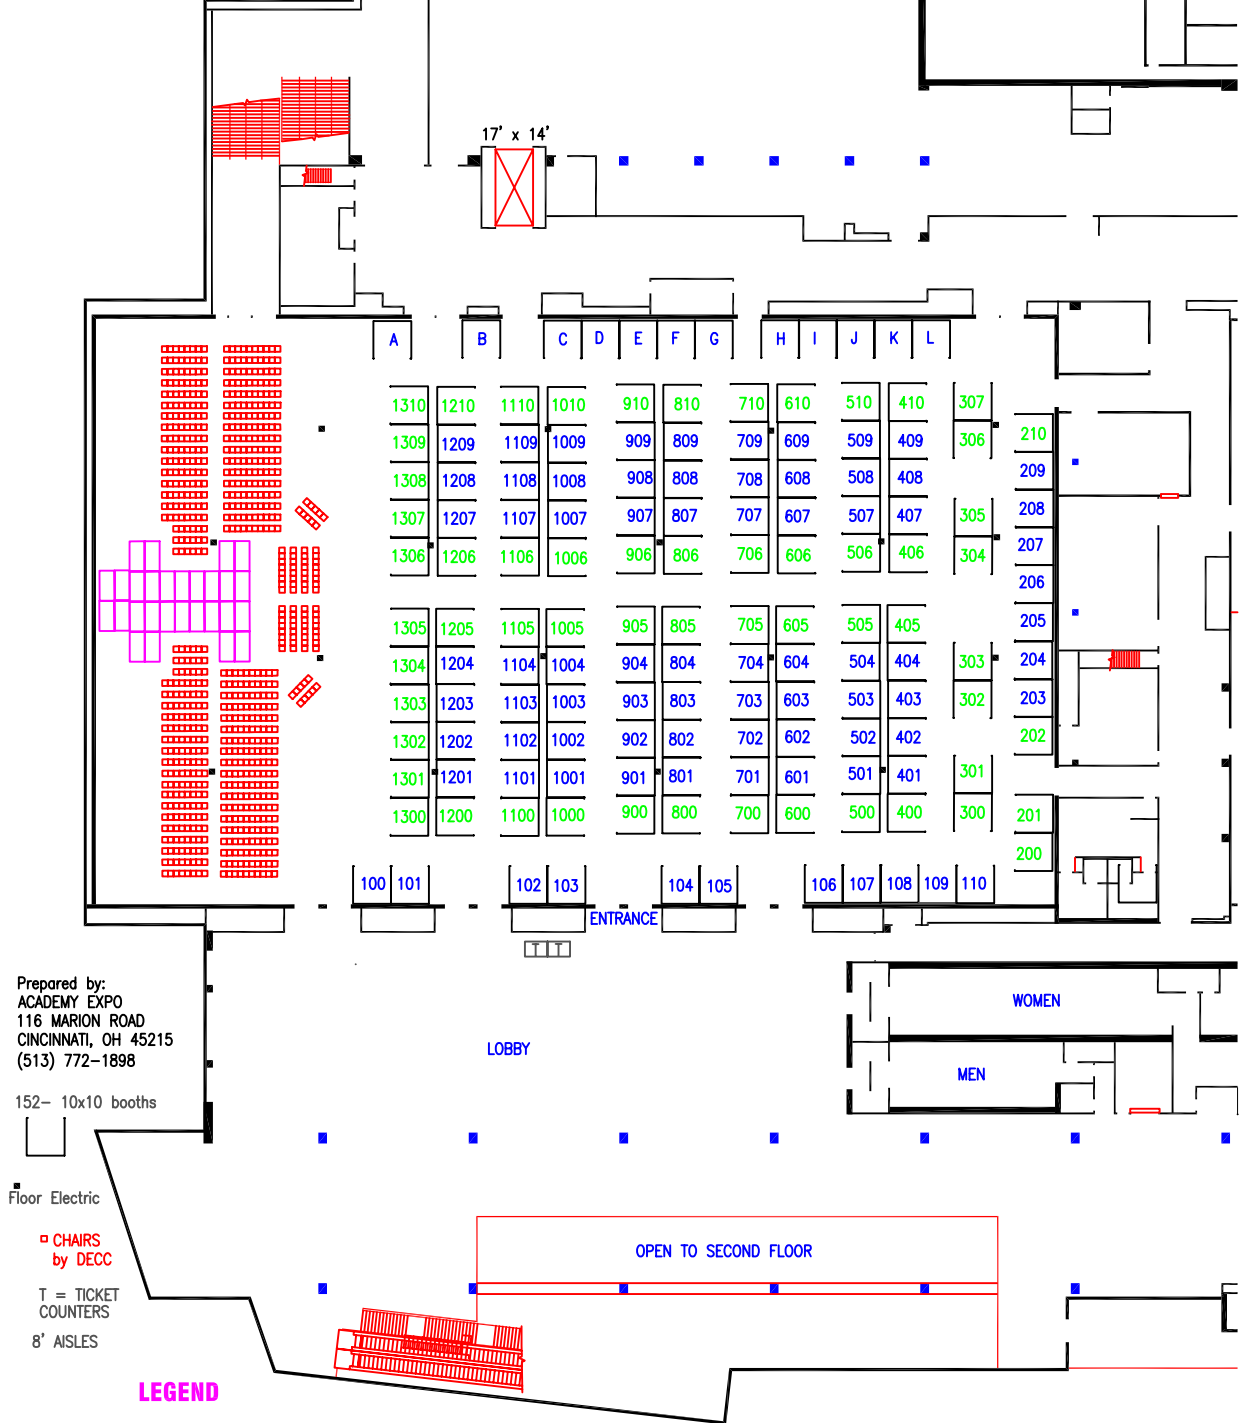 17' x 14'
A B C D E F G H I J K L
1310 1210 1110 1010 910 810 710 610 510 410 307
1309 1209 1109 1009 909 809 709 609 509 409 306 210
1308 1208 1108 1008 908 808 708 608 508 408 209
1307 1207 1107 1007 907 807 707 607 507 407 305 208
1306 1206 1106 1006 906 806 706 606 506 406 304 207
206
1305 1205 1105 1005 905 805 705 605 505 405 205
1304 1204 1104 1004 904 804 704 604 504 404 303 204
1303 1203 1103 1003 903 803 703 603 503 403 302 203
1302 1202 1102 1002 902 802 702 602 502 402 202
1301 1201 1101 1001 901 801 701 601 501 401 301
1300 1200 1100 1000 900 800 700 600 500 400 300 201
200
100 101 102 103 104 105 106 107 108 109 110
ENTRANCE
T T
Prepared by:
ACADEMY EXPO
116 MARION ROAD
CINCINNATI, OH 45215
(513) 772-1898
WOMEN
LOBBY
MEN
152- 10x10 booths
Floor Electric
CHAIRS
by DECC
T = TICKET
COUNTERS
8' AISLES
OPEN TO SECOND FLOOR
LEGEND